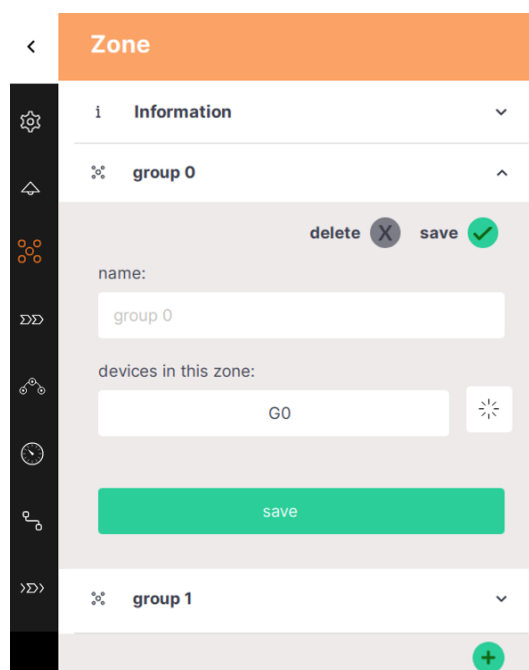 Zone
i Information
group 0
delete X save
name:
group 0
devices in this zone:
G0
save
group 1